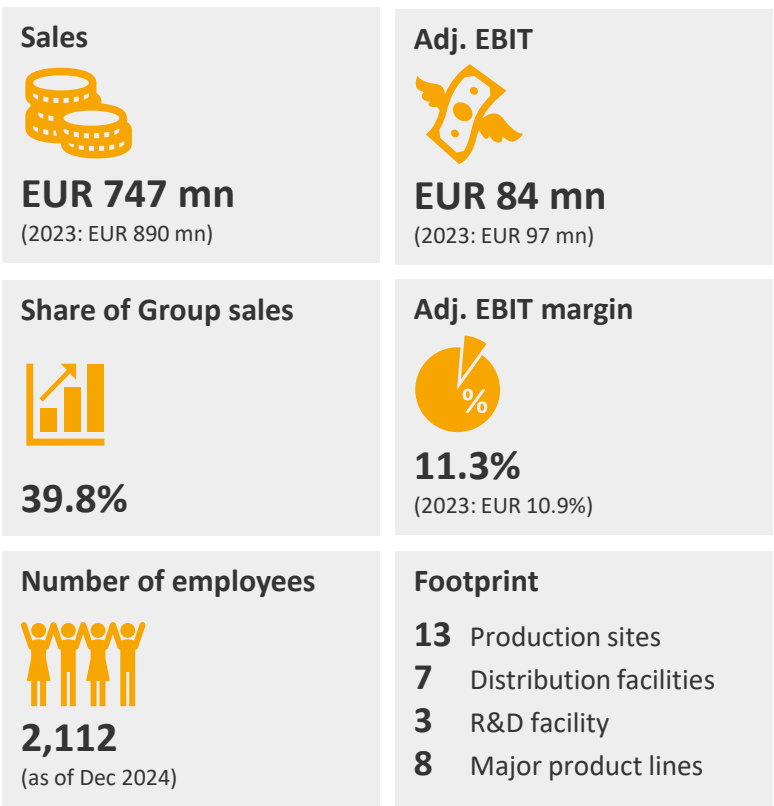 Sales
EUR 747 mn
(2023: EUR 890 mn)
Adj. EBIT
EUR 84 mn
(2023: EUR 97 mn)
Share of Group sales
39.8%
Adj. EBIT margin
%
11.3%
(2023: EUR 10.9%)
Number of employees
2,112
(as of Dec 2024)
Footprint
13 Production sites
7 Distribution facilities
3 R&D facility
8 Major product lines